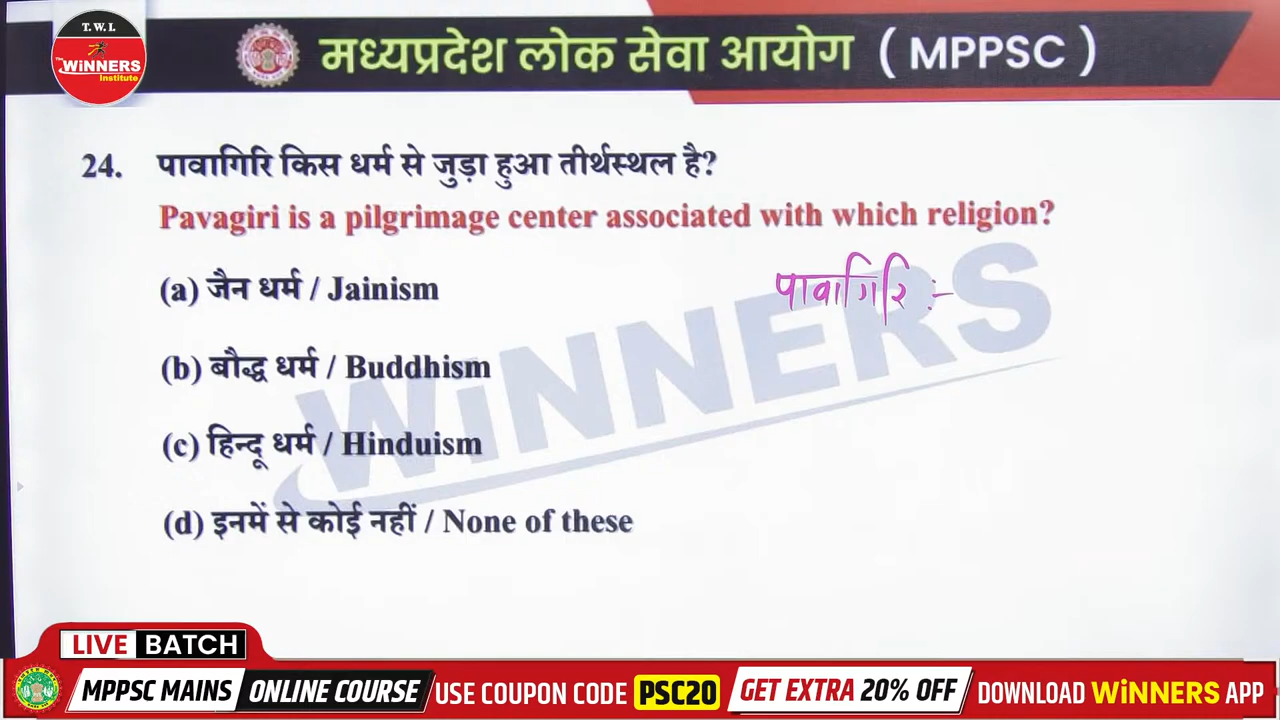 T. W. I.
The WiNNERS
Institute
मध्यप्रदेश लोक सेवा आयोग ( MPPSC )
24. पावागिरि किस धर्म से जुड़ा हुआ तीर्थस्थल है?
Pavagiri is a pilgrimage center associated with which religion?
(a) जैन धर्म / Jainism
पावागिरि :-
(b) बौद्ध धर्म / Buddhism
(c) हिन्दू धर्म / Hinduism
(d) इनमें से कोई नहीं / None of these
WiNNERS
LIVE BATCH
MPPSC MAINS ONLINE COURSE USE COUPON CODE PSC20 GET EXTRA 20% OFF DOWNLOAD WiNNERS APP